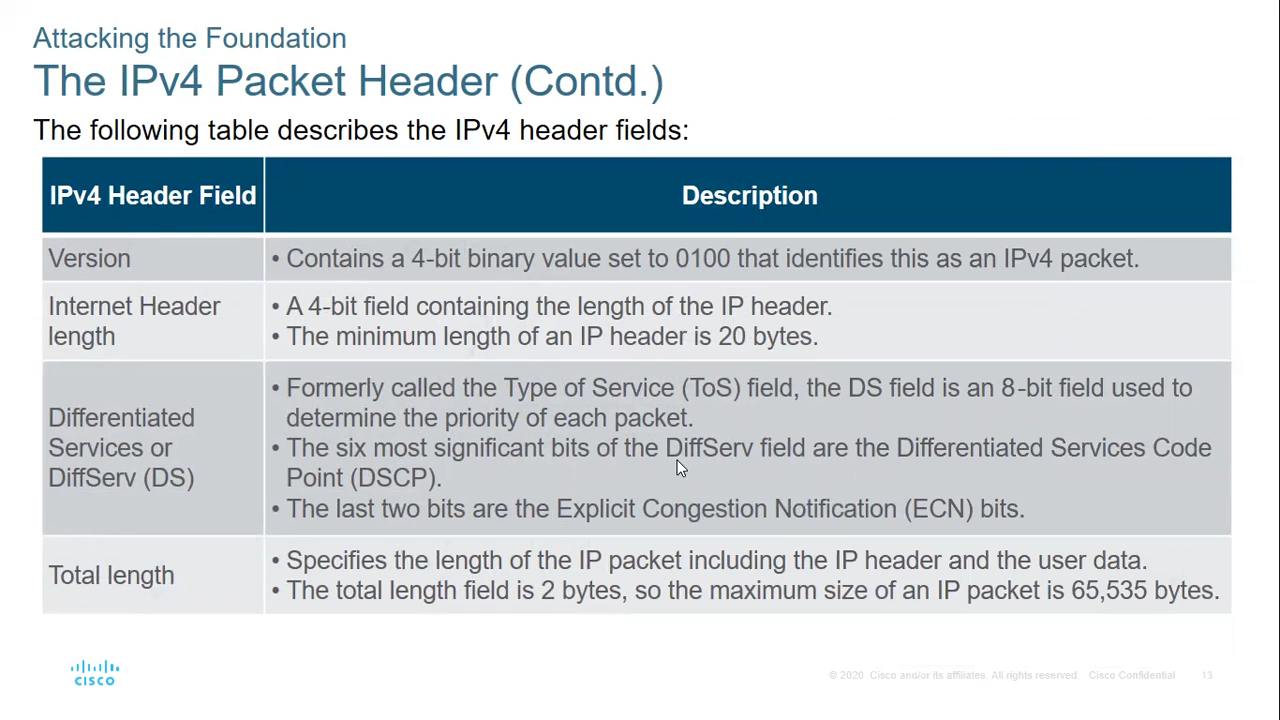 Attacking the Foundation
The IPv4 Packet Header (Contd.)
The following table describes the IPv4 header fields:
IPv4 Header Field
Description
Version
• Contains a 4-bit binary value set to 0100 that identifies this as an IPv4 packet.
Internet Header
length
• A 4-bit field containing the length of the IP header.
• The minimum length of an IP header is 20 bytes.
Differentiated
Services or
DiffServ (DS)
• Formerly called the Type of Service (ToS) field, the DS field is an 8-bit field used to
determine the priority of each packet.
• The six most significant bits of the DiffServ field are the Differentiated Services Code
Point (DSCP).
• The last two bits are the Explicit Congestion Notification (ECN) bits.
Total length
• Specifies the length of the IP packet including the IP header and the user data.
• The total length field is 2 bytes, so the maximum size of an IP packet is 65,535 bytes.
CISCO
© 2020 Cisco and/or its affiliates. All rights reserved. Cisco Confidential
13